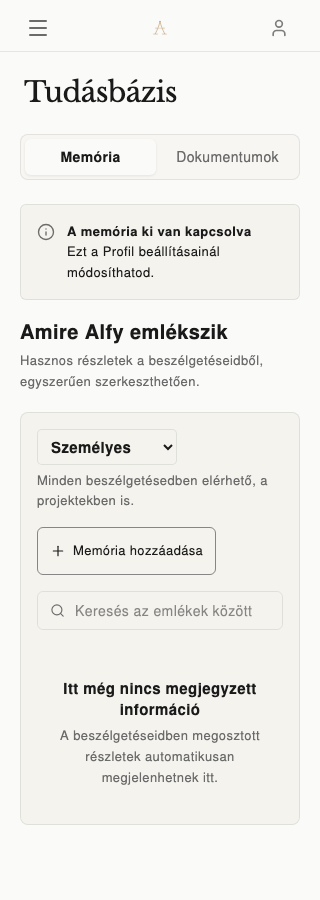 Tudásbázis
Memória
Dokumentumok
A memória ki van kapcsolva
Ezt a Profil beállításainál
módosíthatod.
Amire Alfy emlékszik
Hasznos részletek a beszélgetéseidből,
egyszerűen szerkeszthetően.
Személyes
Minden beszélgetésedben elérhető, a
projektekben is.
Memória hozzáadása
Keresés az emlékek között
Itt még nincs megjegyzett
információ
A beszélgetéseidben megosztott
részletek automatikusan
megjelenhetnek itt.